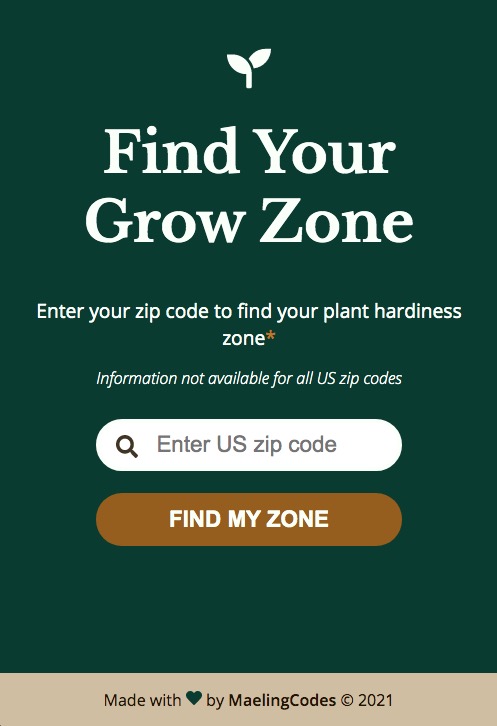 Find Your
Grow Zone
Enter your zip code to find your plant hardiness
zone*
Information not available for all US zip codes
Enter US zip code
FIND MY ZONE
Made with ♥ by MaelingCodes © 2021